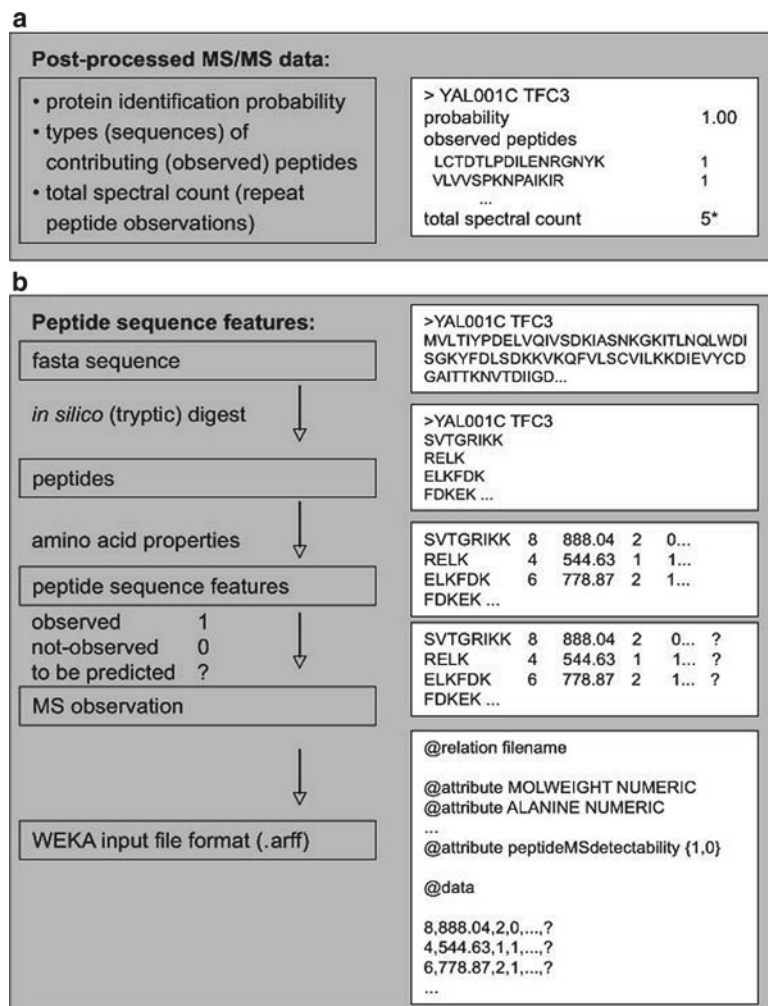 a
Post-processed MS/MS data:
• protein identification probability
• types (sequences) of
contributing (observed) peptides
• total spectral count (repeat
peptide observations)
> YAL001C TFC3
probability 1.00
observed peptides
LCTDTLPDILENRGNYK 1
VLVVSPKNPAIKIR 1
...
total spectral count 5*
b
Peptide sequence features:
fasta sequence
in silico (tryptic) digest
peptides
amino acid properties
peptide sequence features
observed 1
not-observed 0
to be predicted ?
MS observation
WEKA input file format (.arff)
>YAL001C TFC3
MVLTIYPDELVQIVSDKIASNKGKITLNQLWDI
SGKYFDLSDKKVKQFVLSCVILKKDIEVYCD
GAITTKNVTDIIGD...
>YAL001C TFC3
SVTGRIKK
RELK
ELKFDK
FDKEK ...
SVTGRIKK 8 888.04 2 0...
RELK 4 544.63 1 1...
ELKFDK 6 778.87 2 1...
FDKEK ...
SVTGRIKK 8 888.04 2 0... ?
RELK 4 544.63 1 1... ?
ELKFDK 6 778.87 2 1... ?
FDKEK ...
@relation filename
@attribute MOLWEIGHT NUMERIC
@attribute ALANINE NUMERIC
...
@attribute peptideMSdetectability {1,0}
@data
8,888.04,2,0,...,?
4,544.63,1,1,...,?
6,778.87,2,1,...,?
...